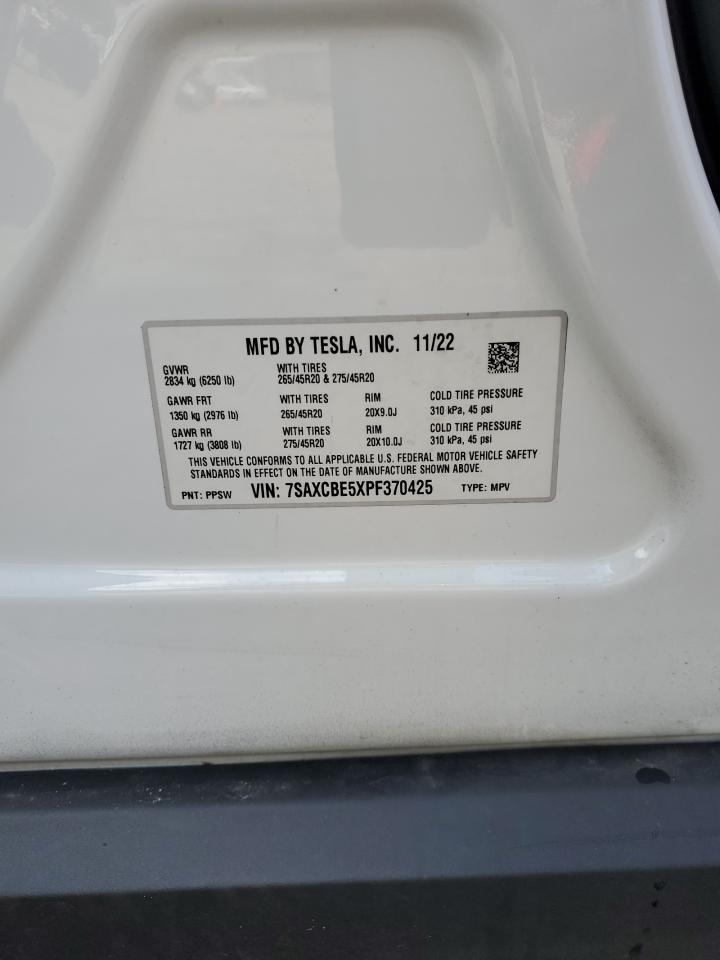 MFD BY TESLA, INC. 11/22
GVWR
2834 kg (6250 lb)
WITH TIRES
265/45R20 & 275/45R20
GAWR FRT WITH TIRES RIM COLD TIRE PRESSURE
1350 kg (2976 lb) 265/45R20 20X9.0J 310 kPa, 45 psi
GAWR RR WITH TIRES RIM COLD TIRE PRESSURE
1727 kg (3808 lb) 275/45R20 20X10.0J 310 kPa, 45 psi
THIS VEHICLE CONFORMS TO ALL APPLICABLE U.S. FEDERAL MOTOR VEHICLE SAFETY
STANDARDS IN EFFECT ON THE DATE OF MANUFACTURE SHOWN ABOVE.
PNT: PPSW VIN: 7SAXCBE5XPF370425 TYPE: MPV